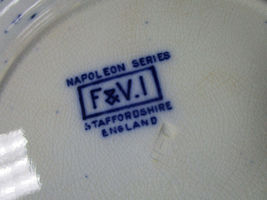 NAPOLEON SERIES
F&V.I
STAFFORDSHIRE
ENGLAND